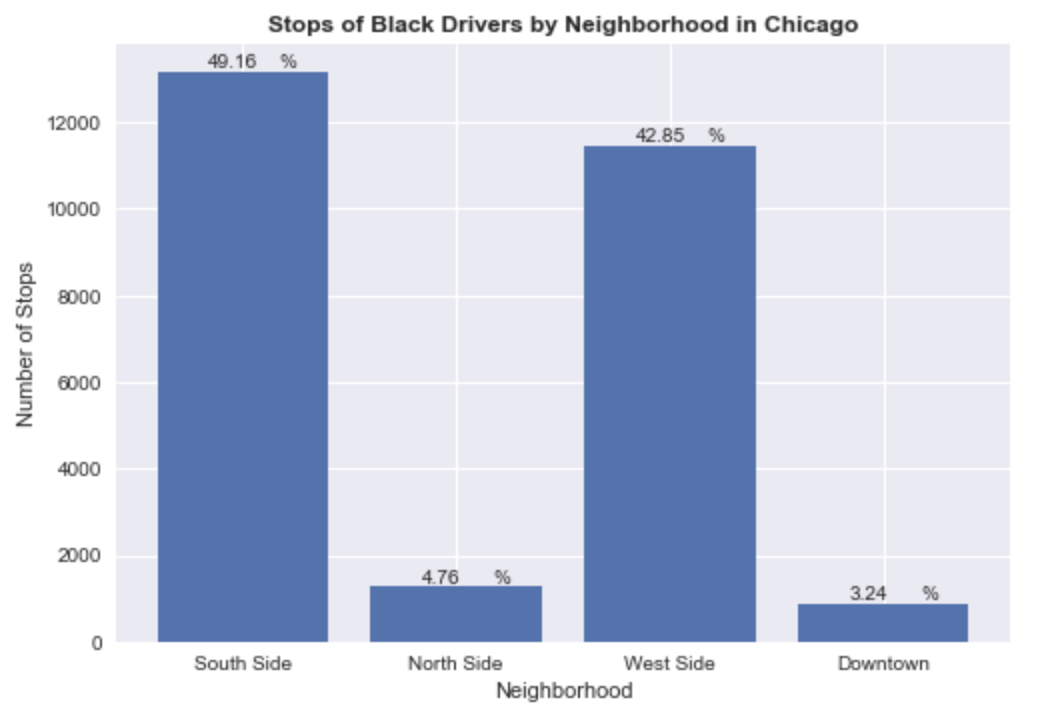 Stops of Black Drivers by Neighborhood in Chicago
49.16 %
42.85 %
4.76 %
3.24 %
12000
10000
8000
6000
4000
2000
0
Number of Stops
South Side North Side West Side Downtown
Neighborhood